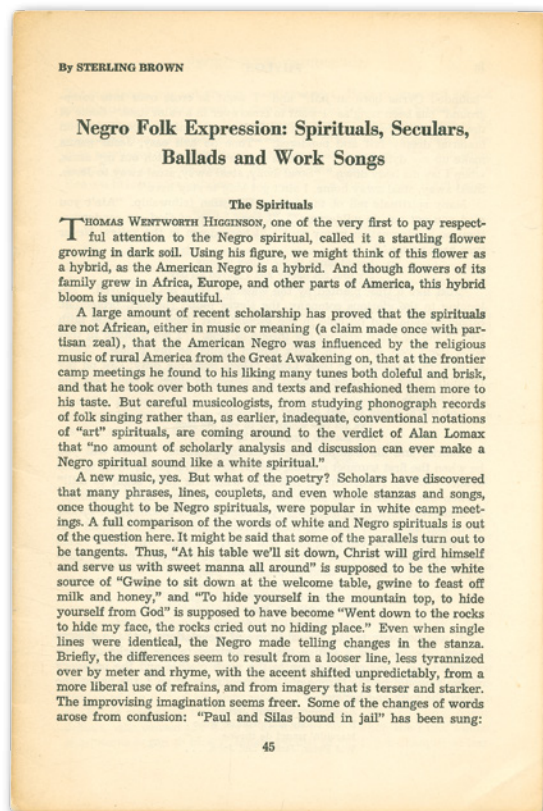 By STERLING BROWN
Negro Folk Expression: Spirituals, Seculars,
Ballads and Work Songs
The Spirituals
THOMAS WENTWORTH HIGGINSON, one of the very first to pay respect-
ful attention to the Negro spiritual, called it a startling flower
growing in dark soil. Using his figure, we might think of this flower as
a hybrid, as the American Negro is a hybrid. And though flowers of its
family grew in Africa, Europe, and other parts of America, this hybrid
bloom is uniquely beautiful.
A large amount of recent scholarship has proved that the spirituals
are not African, either in music or meaning (a claim made once with par-
tisan zeal), that the American Negro was influenced by the religious
music of rural America from the Great Awakening on, that at the frontier
camp meetings he found to his liking many tunes both doleful and brisk,
and that he took over both tunes and texts and refashioned them more to
his taste. But careful musicologists, from studying phonograph records
of folk singing rather than, as earlier, inadequate, conventional notations
of “art” spirituals, are coming around to the verdict of Alan Lomax
that “no amount of scholarly analysis and discussion can ever make a
Negro spiritual sound like a white spiritual.”
A new music, yes. But what of the poetry? Scholars have discovered
that many phrases, lines, couplets, and even whole stanzas and songs,
once thought to be Negro spirituals, were popular in white camp meet-
ings. A full comparison of the words of white and Negro spirituals is out
of the question here. It might be said that some of the parallels turn out to
be tangents. Thus, “At his table we’ll sit down, Christ will gird himself
and serve us with sweet manna all around” is supposed to be the white
source of “Gwine to sit down at the welcome table, gwine to feast off
milk and honey,” and “To hide yourself in the mountain top, to hide
yourself from God” is supposed to have become “Went down to the rocks
to hide my face, the rocks cried out no hiding place.” Even when single
lines were identical, the Negro made telling changes in the stanza.
Briefly, the differences seem to result from a looser line, less tyrannized
over by meter and rhyme, with the accent shifted unpredictably, from a
more liberal use of refrains, and from imagery that is terser and starker.
The improvising imagination seems freer. Some of the changes of words
arose from confusion: “Paul and Silas bound in jail” has been sung:
45